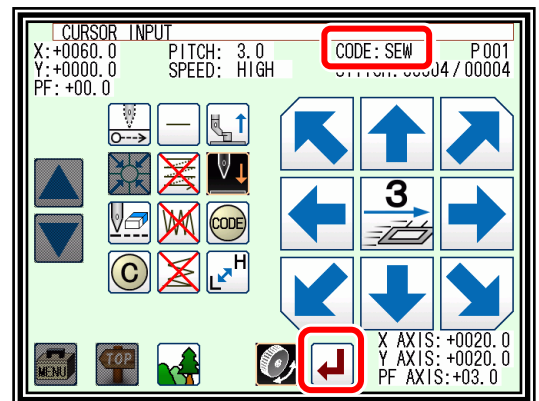 CURSOR INPUT
X:+0060.0 PITCH: 3.0 CODE:SEW P001
Y:+0000.0 SPEED: HIGH STITCH:00004/00004
PF:+00.0
3
CODE
C
L H
MENU TOP
X AXIS:+0020.0
Y AXIS:+0020.0
PF AXIS:+03.0